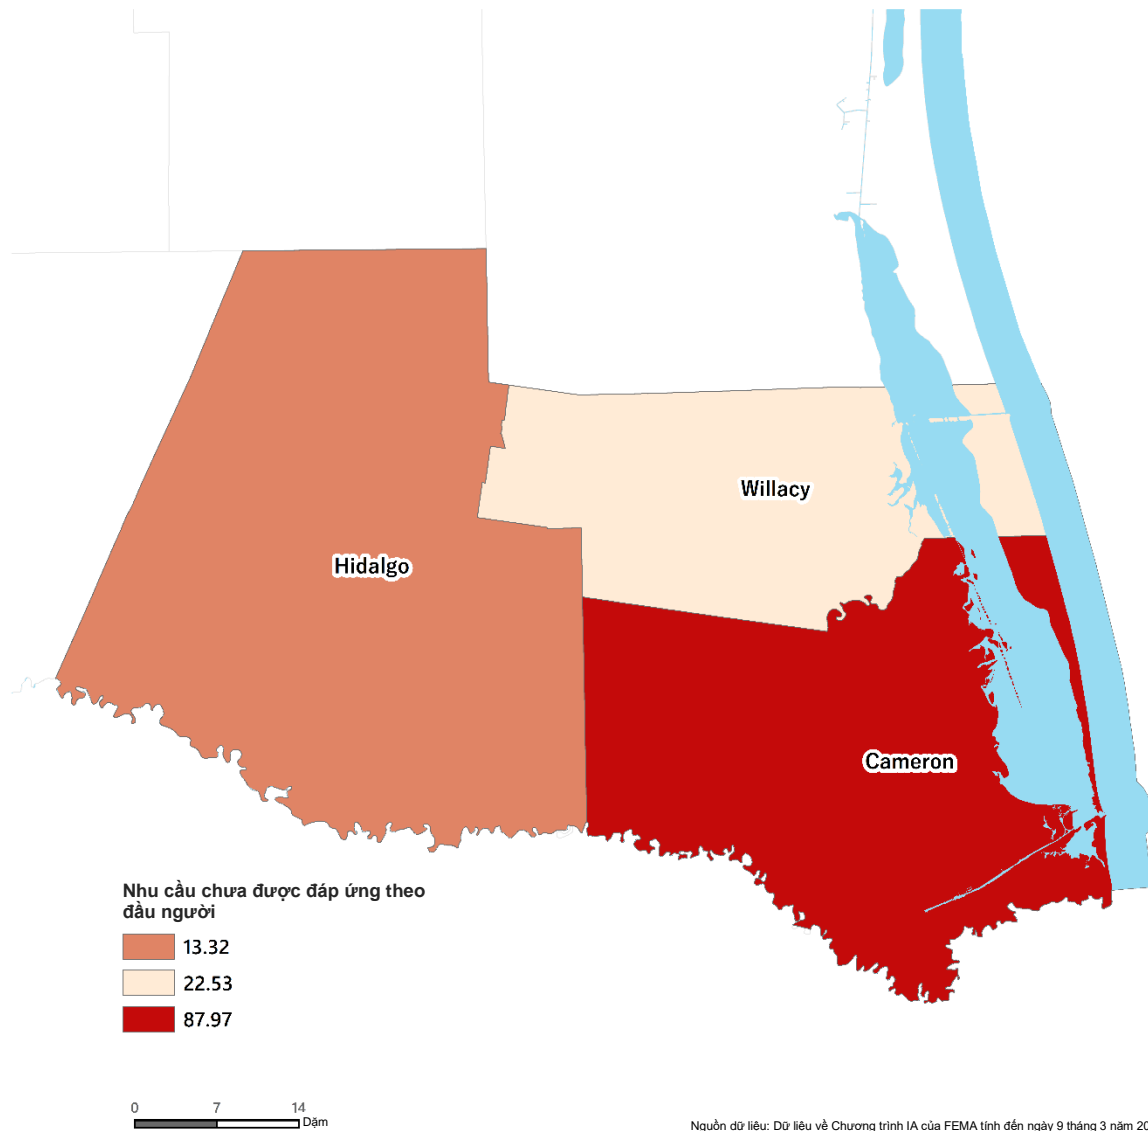 Willacy
Hidalgo
Cameron
Nhu cầu chưa được đáp ứng theo
đầu người
13.32
22.53
87.97
0 7 14
Dặm
Nguồn dữ liệu: Dữ liệu về Chương trình IA của FEMA tính đến ngày 9 tháng 3 năm